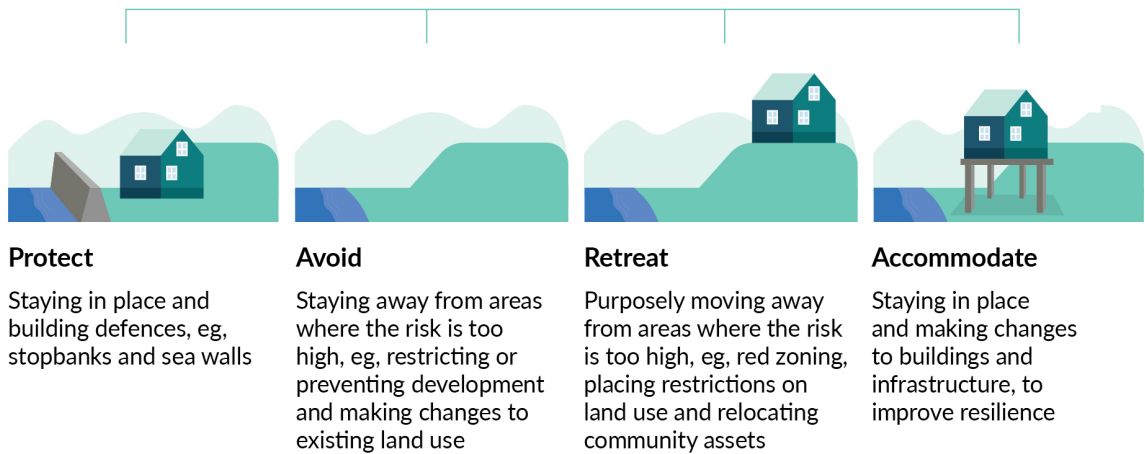 Protect
Staying in place and
building defences, eg,
stopbanks and sea walls
Avoid
Staying away from areas
where the risk is too
high, eg, restricting or
preventing development
and making changes to
existing land use
Retreat
Purposely moving away
from areas where the risk
is too high, eg, red zoning,
placing restrictions on
land use and relocating
community assets
Accommodate
Staying in place
and making changes
to buildings and
infrastructure, to
improve resilience